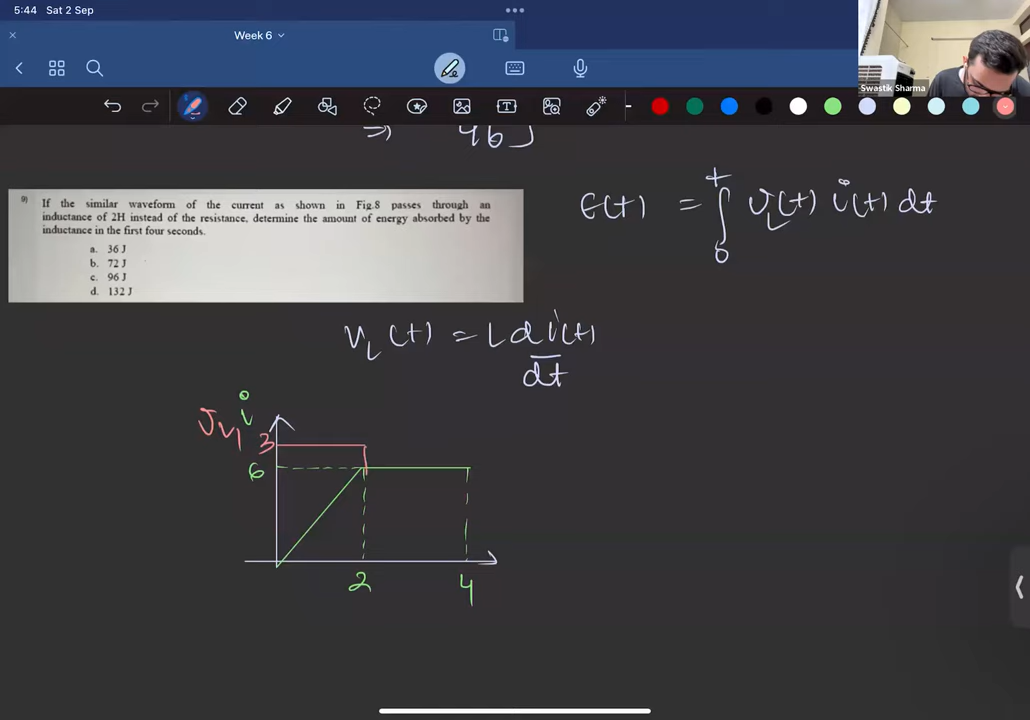 5:44 Sat 2 Sep
Week 6
Swastik Sharma
⇒ 96 J
9) If the similar waveform of the current as shown in Fig.8 passes through an
inductance of 2H instead of the resistance, determine the amount of energy absorbed by the
inductance in the first four seconds.
a. 36 J
b. 72 J
c. 96 J
d. 132 J
E(t) = ∫₀ᵗ v_L(t) i(t) dt
v_L(t) = L di(t)/dt
i
3
6
2
4